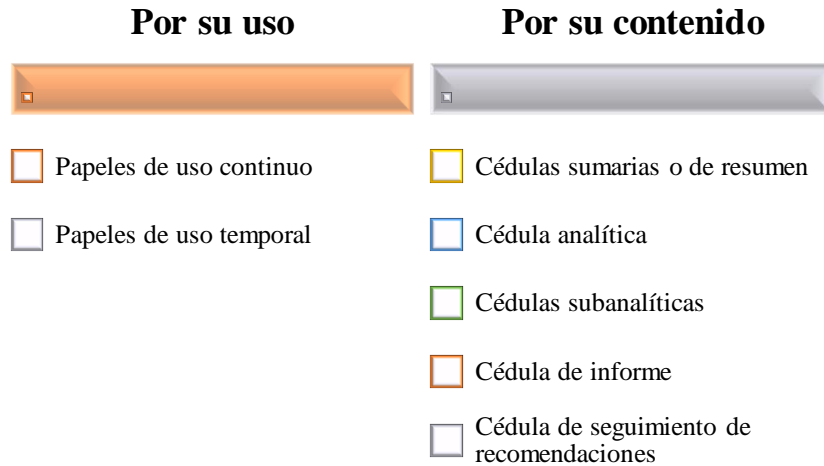 Por su uso
Papeles de uso continuo
Papeles de uso temporal
Por su contenido
Cédulas sumarias o de resumen
Cédula analítica
Cédulas subanalíticas
Cédula de informe
Cédula de seguimiento de
recomendaciones